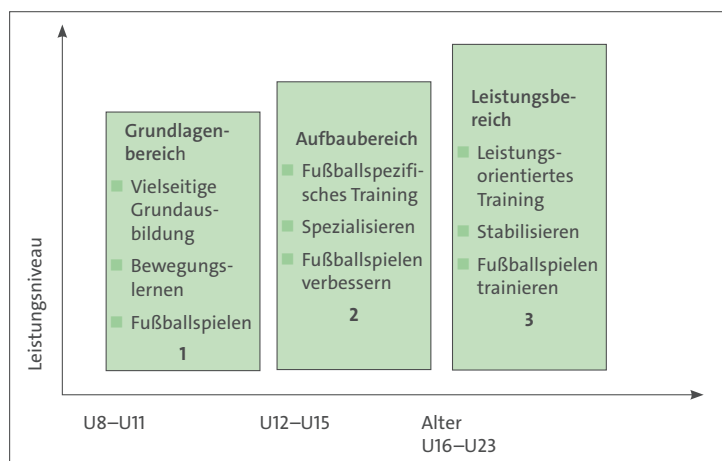 Leistungsniveau
Grundlagen-
bereich
Vielseitige
Grundaus-
bildung
Bewegungs-
lernen
Fußballspielen
1
Aufbaubereich
Fußballspezifi-
sches Training
Spezialisieren
Fußballspielen
verbessern
2
Leistungsbe-
reich
Leistungs-
orientiertes
Training
Stabilisieren
Fußballspielen
trainieren
3
U8–U11
U12–U15
Alter
U16–U23